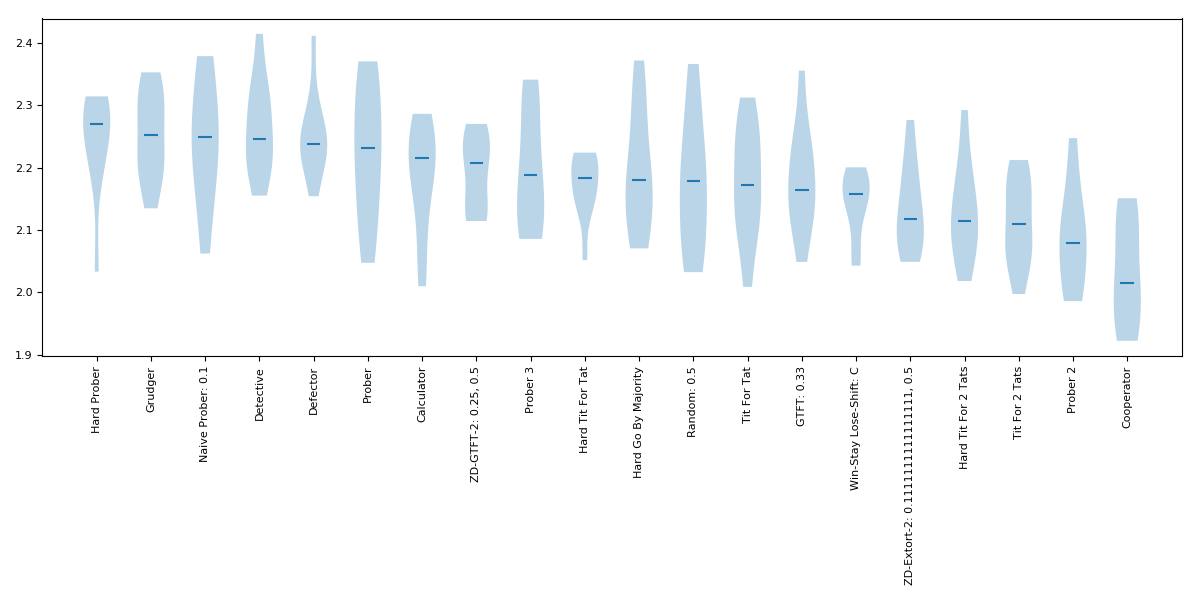 2.4
2.3
2.2
2.1
2.0
1.9
Hard Prober
Grudger
Naive Prober: 0.1
Detective
Defector
Prober
Calculator
ZD-GTFT-2: 0.25, 0.5
Prober 3
Hard Tit For Tat
Hard Go By Majority
Random: 0.5
Tit For Tat
GTFT: 0.33
Win-Stay Lose-Shift: C
ZD-Extort-2: 0.1111111111111111, 0.5
Hard Tit For 2 Tats
Tit For 2 Tats
Prober 2
Cooperator